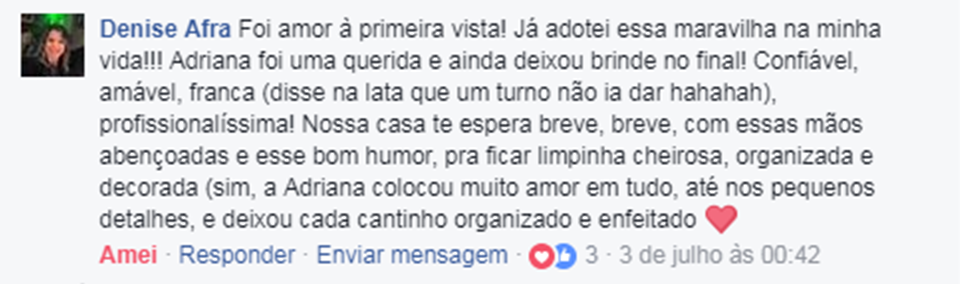 Denise Afra Foi amor à primeira vista! Já adotei essa maravilha na minha
vida!!! Adriana foi uma querida e ainda deixou brinde no final! Confiável,
amável, franca (disse na lata que um turno não ia dar hahahah),
profissionalíssima! Nossa casa te espera breve, breve, com essas mãos
abençoadas e esse bom humor, pra ficar limpinha cheirosa, organizada e
decorada (sim, a Adriana colocou muito amor em tudo, até nos pequenos
detalhes, e deixou cada cantinho organizado e enfeitado ❤
Amei · Responder · Enviar mensagem · 3 · 3 de julho às 00:42